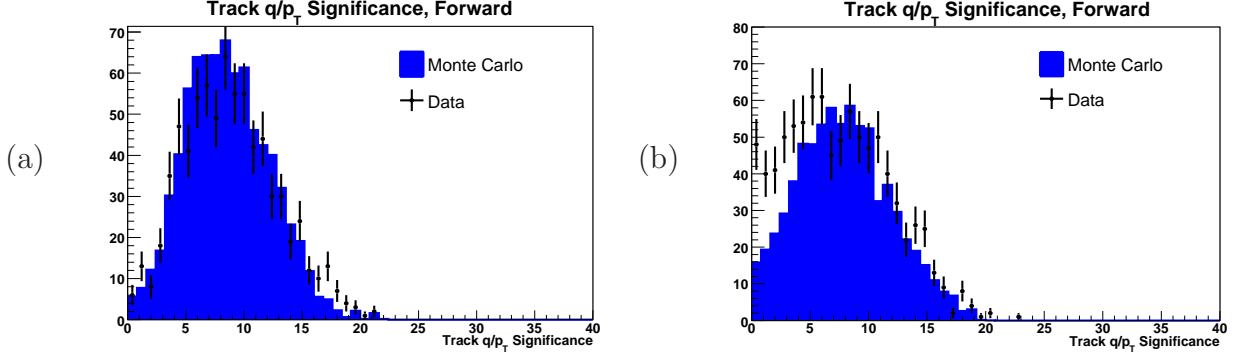 (a)
Track q/p_T Significance, Forward
70
60
50
40
30
20
10
0
Monte Carlo
Data
0 5 10 15 20 25 30 35 40
Track q/p_T Significance
(b)
Track q/p_T Significance, Forward
80
70
60
50
40
30
20
10
0
Monte Carlo
Data
0 5 10 15 20 25 30 35 40
Track q/p_T Significance